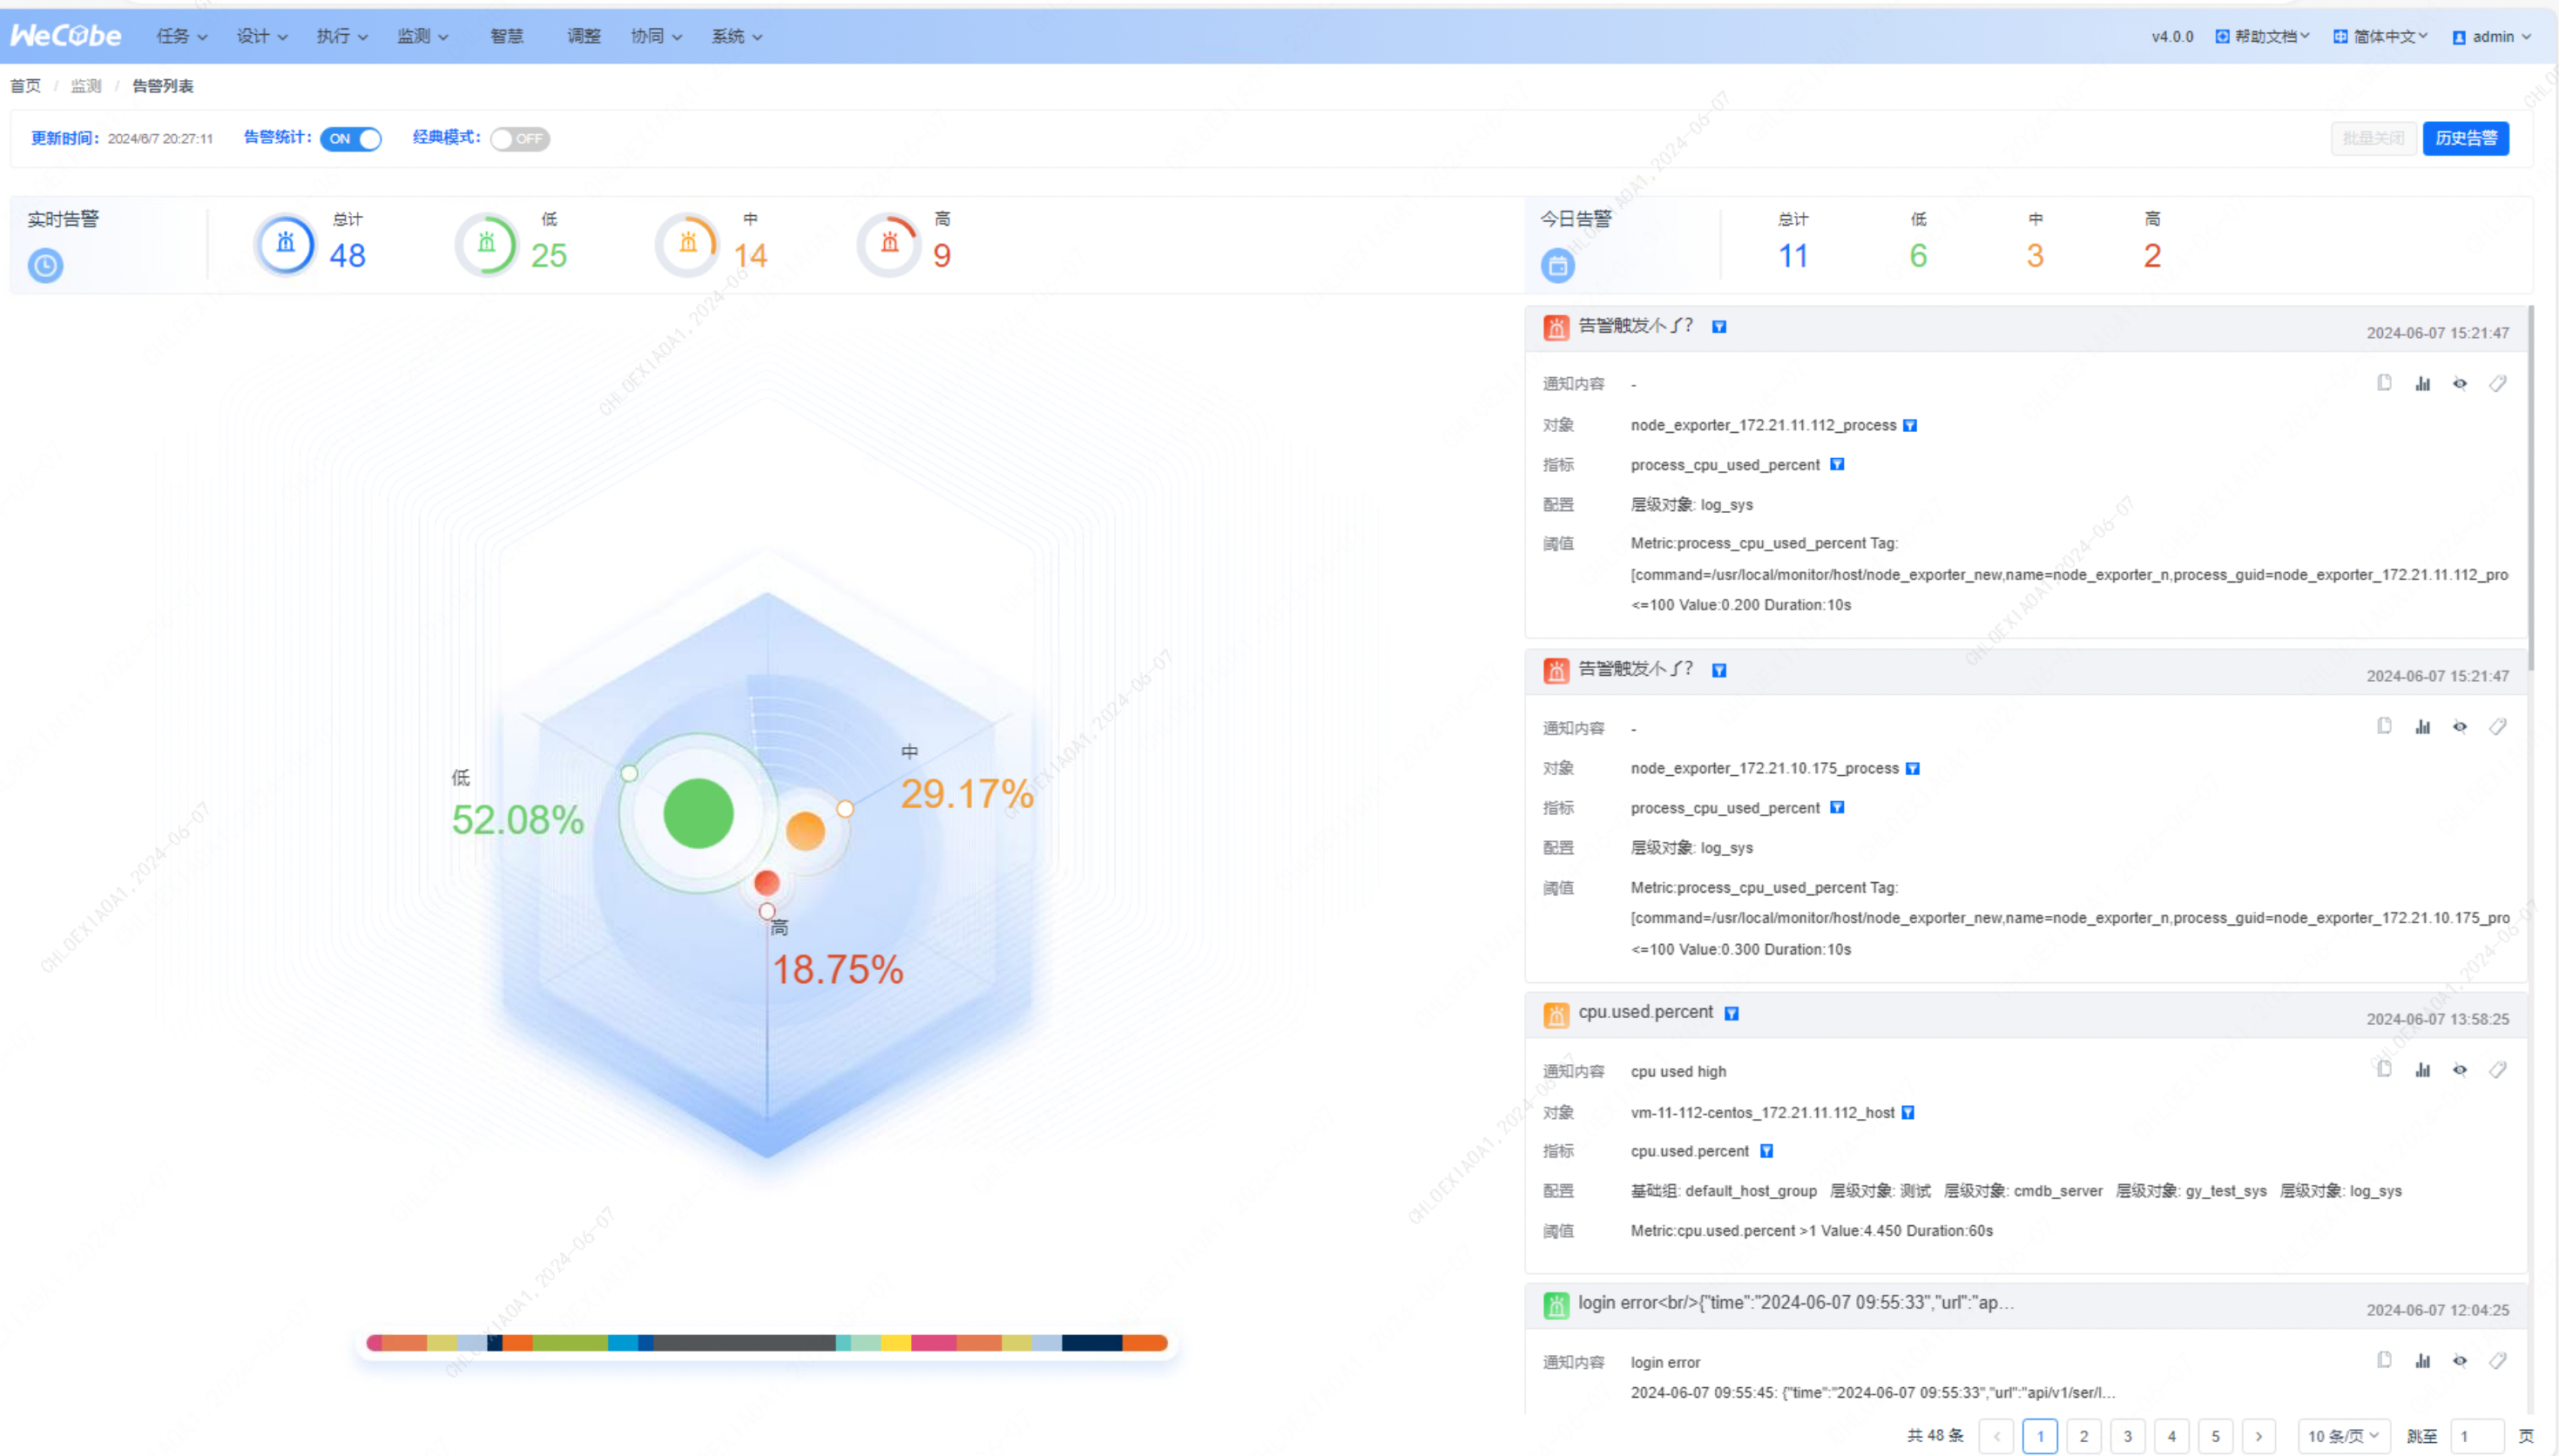 WeCube 任务 设计 执行 监测 智慧 调整 协同 系统 v4.0.0 帮助文档 简体中文 admin
首页 / 监测 / 告警列表
更新时间: 2024/6/7 20:27:11 告警统计: ON 经典模式: OFF 批量关闭 历史告警
实时告警
总计
48
低
25
中
14
高
9
今日告警
总计
11
低
6
中
3
高
2
低
52.08%
中
29.17%
高
18.75%
告警触发不了?
2024-06-07 15:21:47
通知内容 -
对象 node_exporter_172.21.11.112_process
指标 process_cpu_used_percent
配置 层级对象: log_sys
阈值 Metric:process_cpu_used_percent Tag:
[command=/usr/local/monitor/host/node_exporter_new,name=node_exporter_n,process_guid=node_exporter_172.21.11.112_pro
<=100 Value:0.200 Duration:10s
告警触发不了?
2024-06-07 15:21:47
通知内容 -
对象 node_exporter_172.21.10.175_process
指标 process_cpu_used_percent
配置 层级对象: log_sys
阈值 Metric:process_cpu_used_percent Tag:
[command=/usr/local/monitor/host/node_exporter_new,name=node_exporter_n,process_guid=node_exporter_172.21.10.175_pro
<=100 Value:0.300 Duration:10s
cpu.used.percent
2024-06-07 13:58:25
通知内容 cpu used high
对象 vm-11-112-centos_172.21.11.112_host
指标 cpu.used.percent
配置 基础组: default_host_group 层级对象: 测试 层级对象: cmdb_server 层级对象: gy_test_sys 层级对象: log_sys
阈值 Metric:cpu.used.percent >1 Value:4.450 Duration:60s
login error<br/>{"time":"2024-06-07 09:55:33","url":"ap...
2024-06-07 12:04:25
通知内容 login error
2024-06-07 09:55:45: {"time":"2024-06-07 09:55:33","url":"api/v1/ser/l...
共 48 条 < 1 2 3 4 5 > 10 条/页 跳至 1 页
CHLOEXIAOA1,2024-06-07